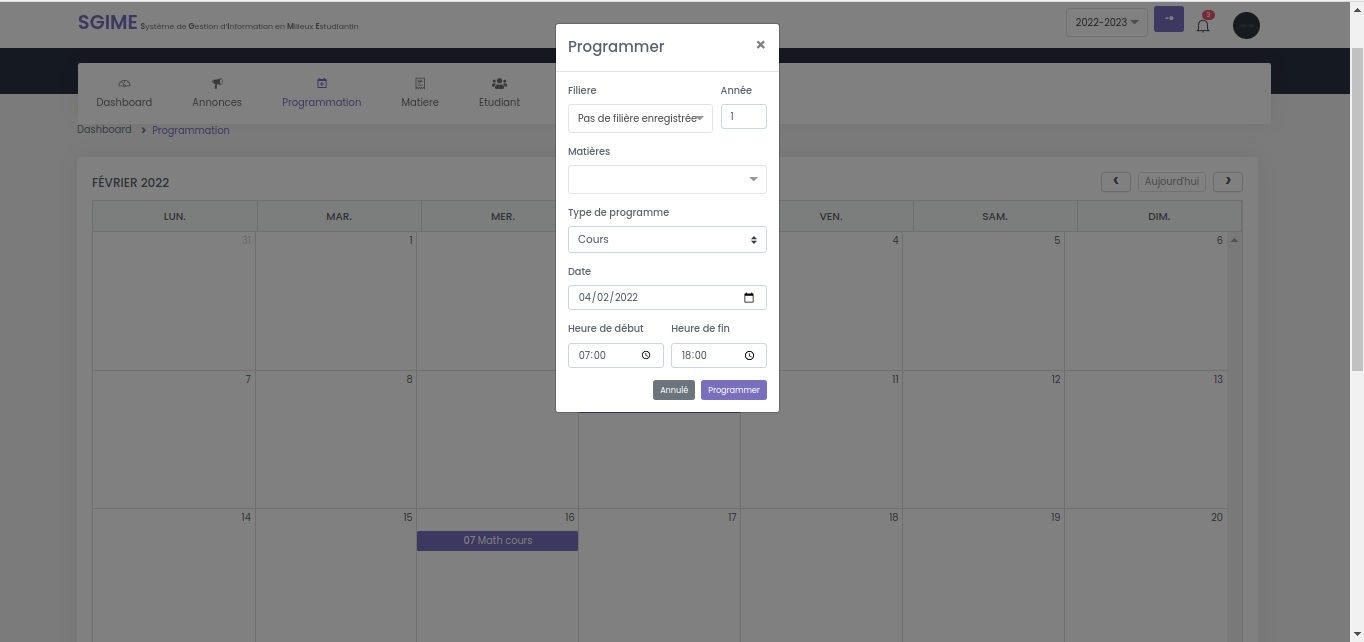 SGIME Système de Gestion d'Information en Milieux Estudiantin
2022-2023
3
Dashboard
Annonces
Programmation
Matiere
Etudiant
Dashboard > Programmation
FÉVRIER 2022
Aujourd'hui
LUN. MAR. MER. VEN. SAM. DIM.
31 1 4 5 6
7 8 11 12 13
14 15 16 17 18 19 20
07 Math cours
Programmer ×
Filiere Année
Pas de filière enregistrée 1
Matières
Type de programme
Cours
Date
04/02/2022
Heure de début Heure de fin
07:00 18:00
Annulé Programmer